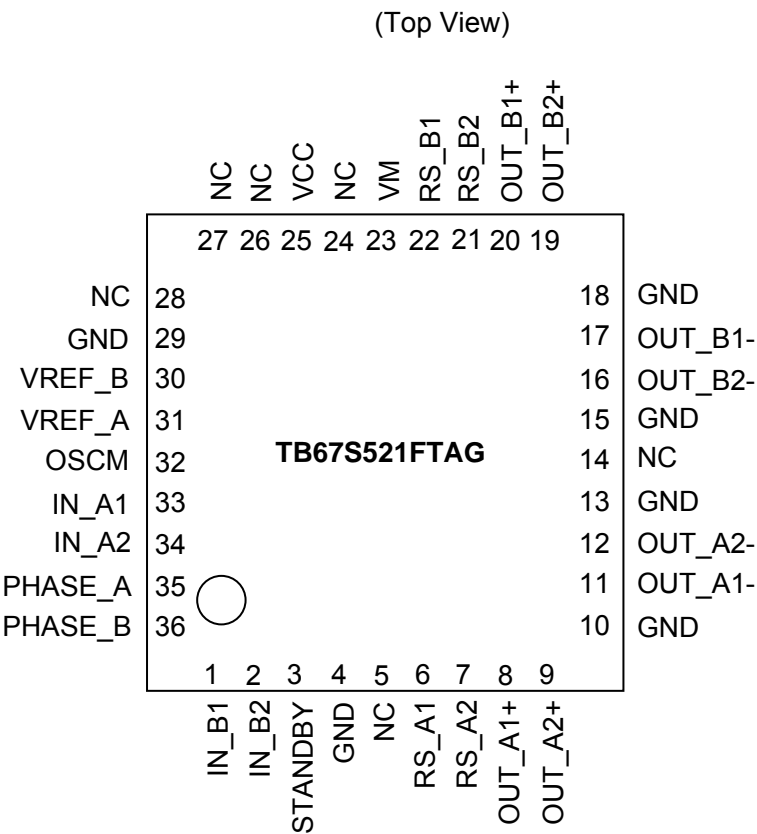 (Top View)
NC
NC
VCC
NC
VM
RS_B1
RS_B2
OUT_B1+
OUT_B2+
27 26 25 24 23 22 21 20 19
NC 28
GND 29
VREF_B 30
VREF_A 31
OSCM 32
IN_A1 33
IN_A2 34
PHASE_A 35
PHASE_B 36
TB67S521FTAG
18 GND
17 OUT_B1-
16 OUT_B2-
15 GND
14 NC
13 GND
12 OUT_A2-
11 OUT_A1-
10 GND
1 2 3 4 5 6 7 8 9
IN_B1
IN_B2
STANDBY
GND
NC
RS_A1
RS_A2
OUT_A1+
OUT_A2+